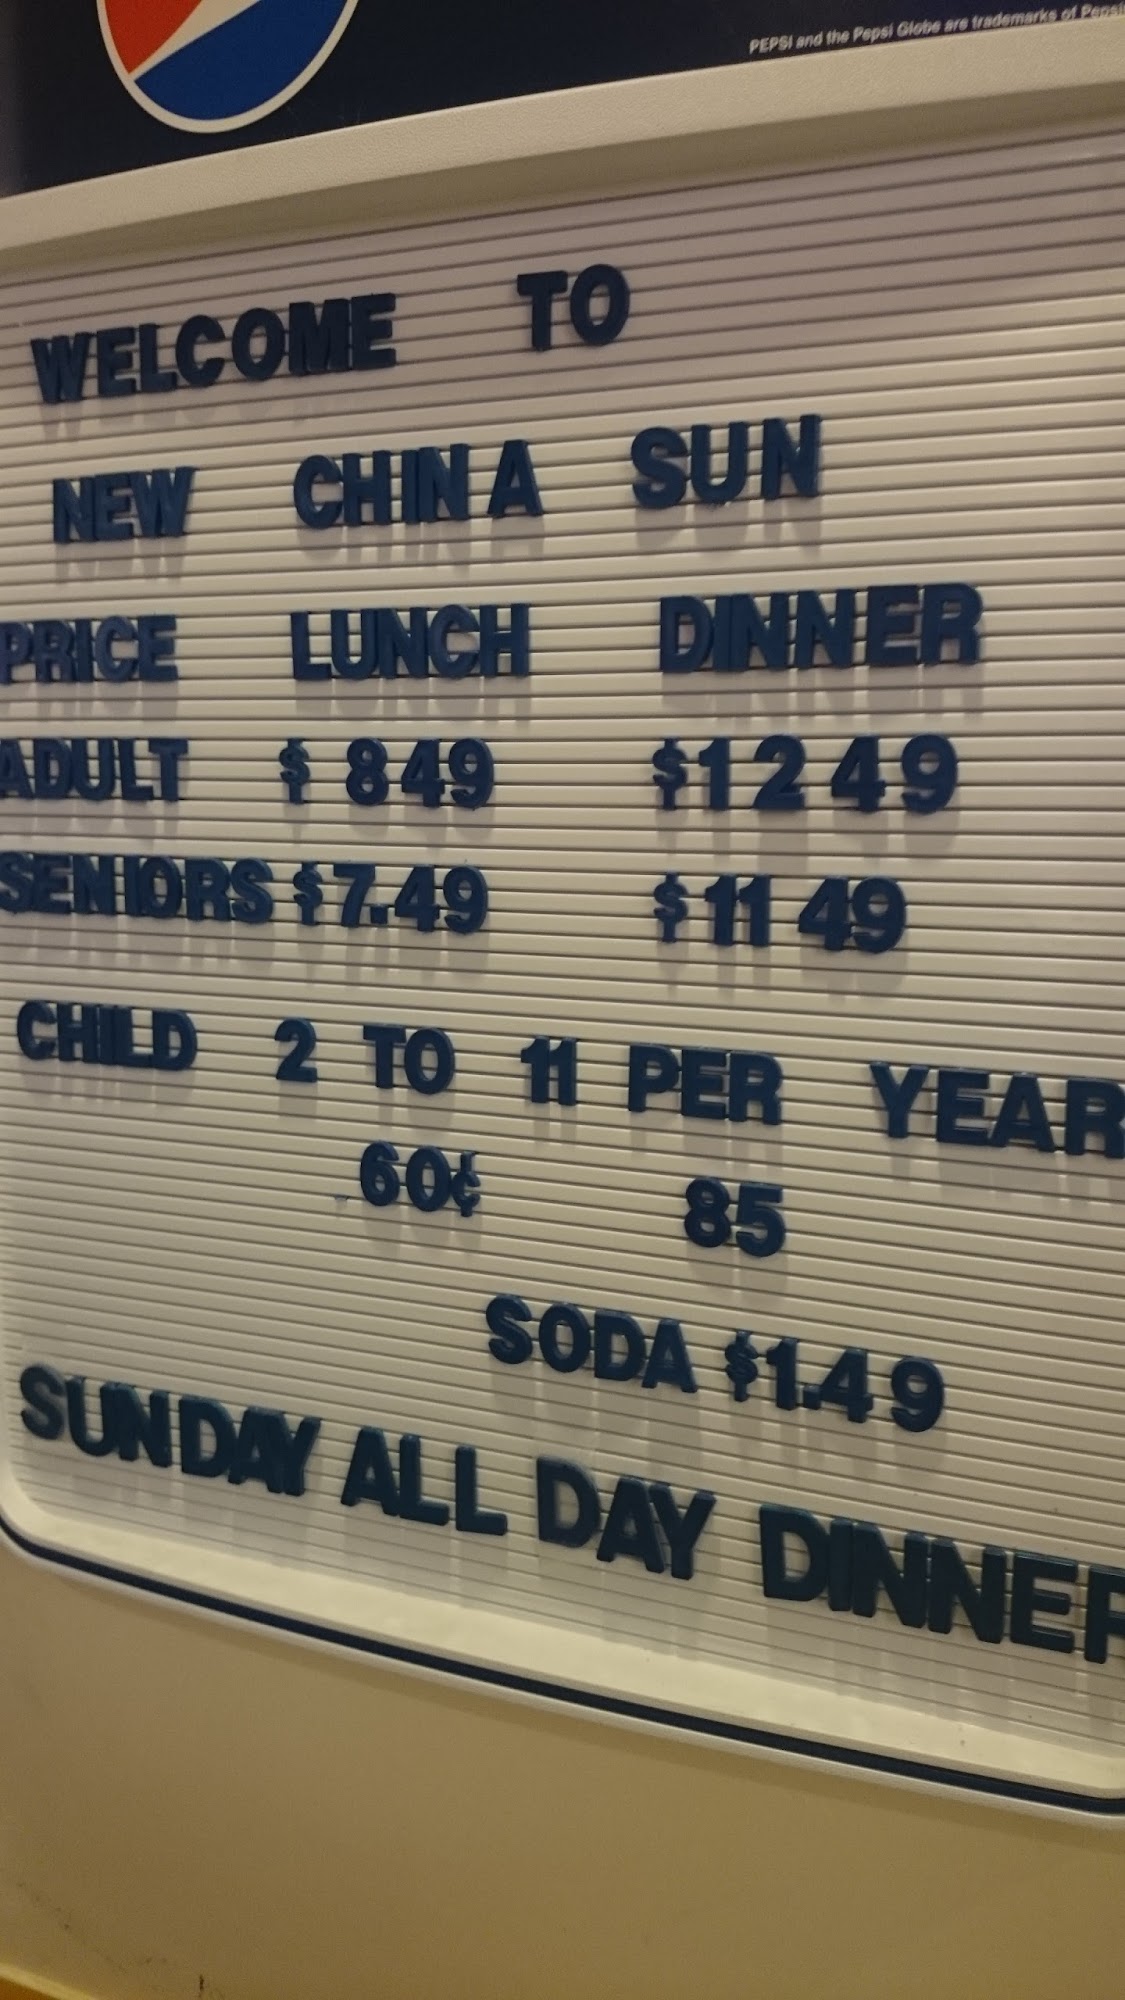 PEPSI and the Pepsi Globe are trademarks of Pepsi
WELCOME TO
NEW CHINA SUN
PRICE LUNCH DINNER
ADULT $ 849 $1249
SENIORS $7.49 $11 49
CHILD 2 TO 11 PER YEAR
60¢ 85
SODA $1.49
SUNDAY ALL DAY DINNER